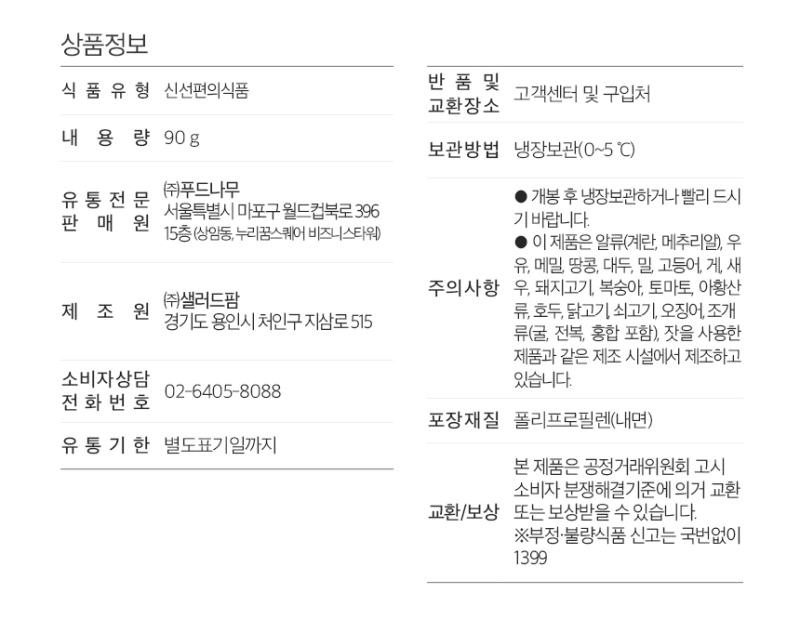 상품정보
식 품 유 형 신선편의식품
내 용 량 90 g
유 통 전 문
판 매 원
㈜푸드나무
서울특별시 마포구 월드컵북로 396
15층 (상암동, 누리꿈스퀘어 비즈니스타워)
제 조 원
㈜샐러드팜
경기도 용인시 처인구 지삼로 515
소비자상담
전 화 번 호
02-6405-8088
유 통 기 한 별도표기일까지
반 품 및
교환장소
고객센터 및 구입처
보관방법 냉장보관(0~5 ℃)
주의사항
● 개봉 후 냉장보관하거나 빨리 드시
기 바랍니다.
● 이 제품은 알류(계란, 메추리알), 우
유, 메밀, 땅콩, 대두, 밀, 고등어, 게, 새
우, 돼지고기, 복숭아, 토마토, 아황산
류, 호두, 닭고기, 쇠고기, 오징어, 조개
류(굴, 전복, 홍합 포함), 잣을 사용한
제품과 같은 제조 시설에서 제조하고
있습니다.
포장재질 폴리프로필렌(내면)
교환/보상
본 제품은 공정거래위원회 고시
소비자 분쟁해결기준에 의거 교환
또는 보상받을 수 있습니다.
※부정·불량식품 신고는 국번없이
1399